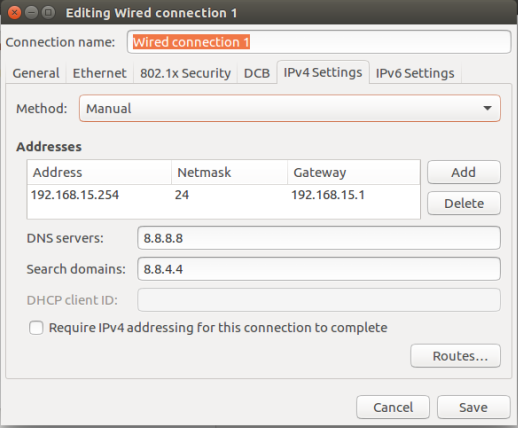 Editing Wired connection 1
Connection name: Wired connection 1
General Ethernet 802.1x Security DCB IPv4 Settings IPv6 Settings
Method: Manual
Addresses
Address Netmask Gateway Add
192.168.15.254 24 192.168.15.1
Delete
DNS servers: 8.8.8.8
Search domains: 8.8.4.4
DHCP client ID:
Require IPv4 addressing for this connection to complete
Routes...
Cancel Save